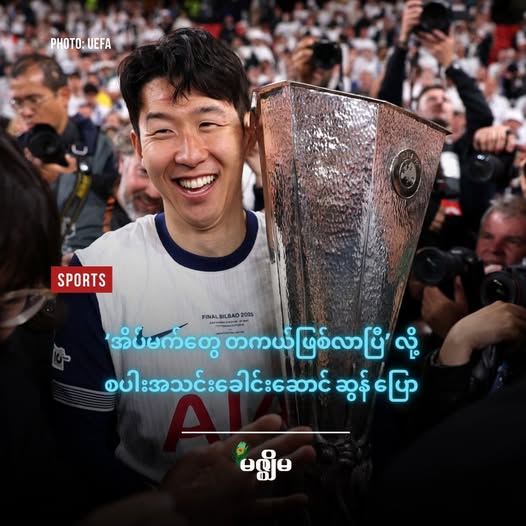 PHOTO: UEFA
FINAL BILBAO 2025
SPORTS
‘အိပ်မက်တွေ တကယ်ဖြစ်လာပြီ’ လို့
စပါးအသင်းခေါင်းဆောင် ဆွန် ပြော
AIA
မဇ္ဈိမ